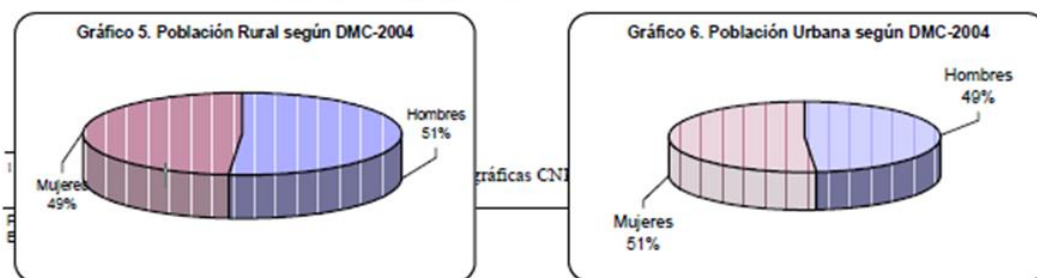 Gráfico 5. Población Rural según DMC-2004
Hombres
51%
Mujeres
49%
gráficas CNI
Gráfico 6. Población Urbana según DMC-2004
Hombres
49%
Mujeres
51%